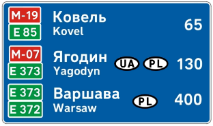 М-19 Ковель 65
E 85 Kovel
М-07 Ягодин UA PL 130
E 373 Yagodyn
E 373 Варшава PL 400
E 372 Warsaw